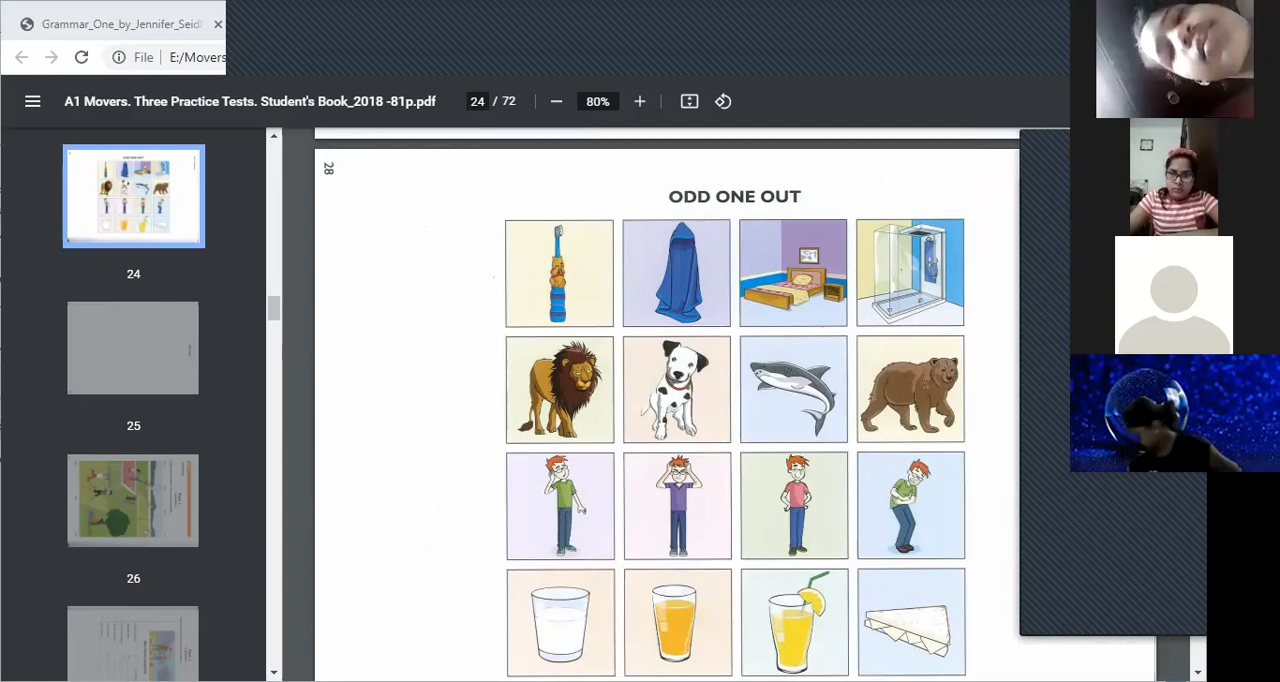 Grammar_One_by_Jennifer_Seidl
File E:/Movers
A1 Movers. Three Practice Tests. Student's Book_2018 -81p.pdf 24 / 72 80%
28
ODD ONE OUT
24
25
26